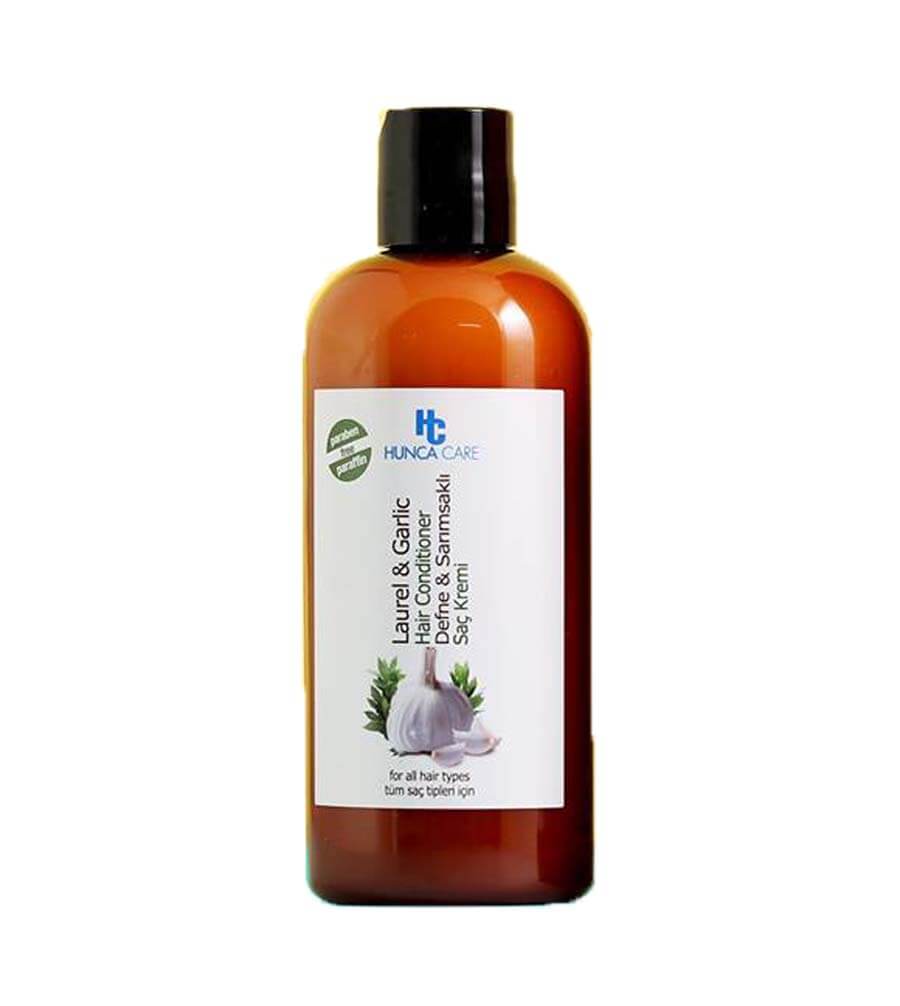 HC
HUNCA CARE
paraben
free
paraffin
Laurel & Garlic
Hair Conditioner
Defne & Sarımsaklı
Saç Kremi
for all hair types
tüm saç tipleri için